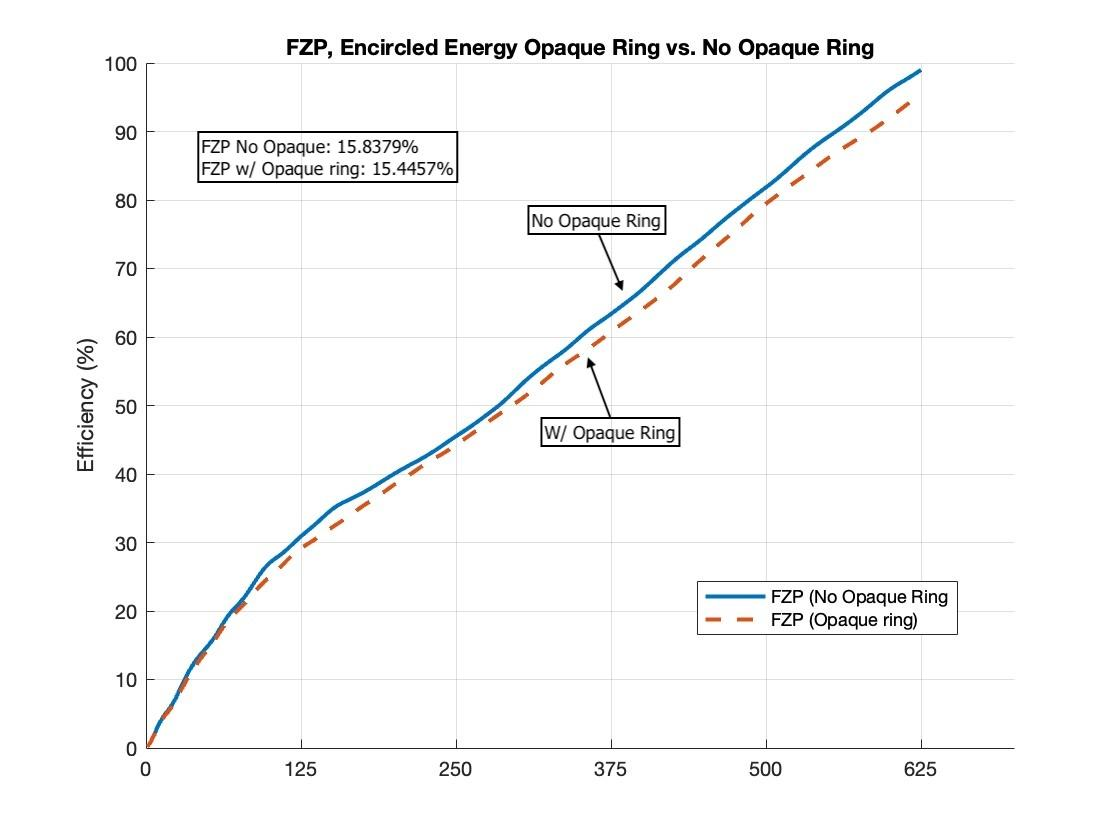 FZP, Encircled Energy Opaque Ring vs. No Opaque Ring
100
90
80
70
60
50
40
30
20
10
0
Efficiency (%)
FZP No Opaque: 15.8379%
FZP w/ Opaque ring: 15.4457%
No Opaque Ring
W/ Opaque Ring
FZP (No Opaque Ring
FZP (Opaque ring)
0 125 250 375 500 625